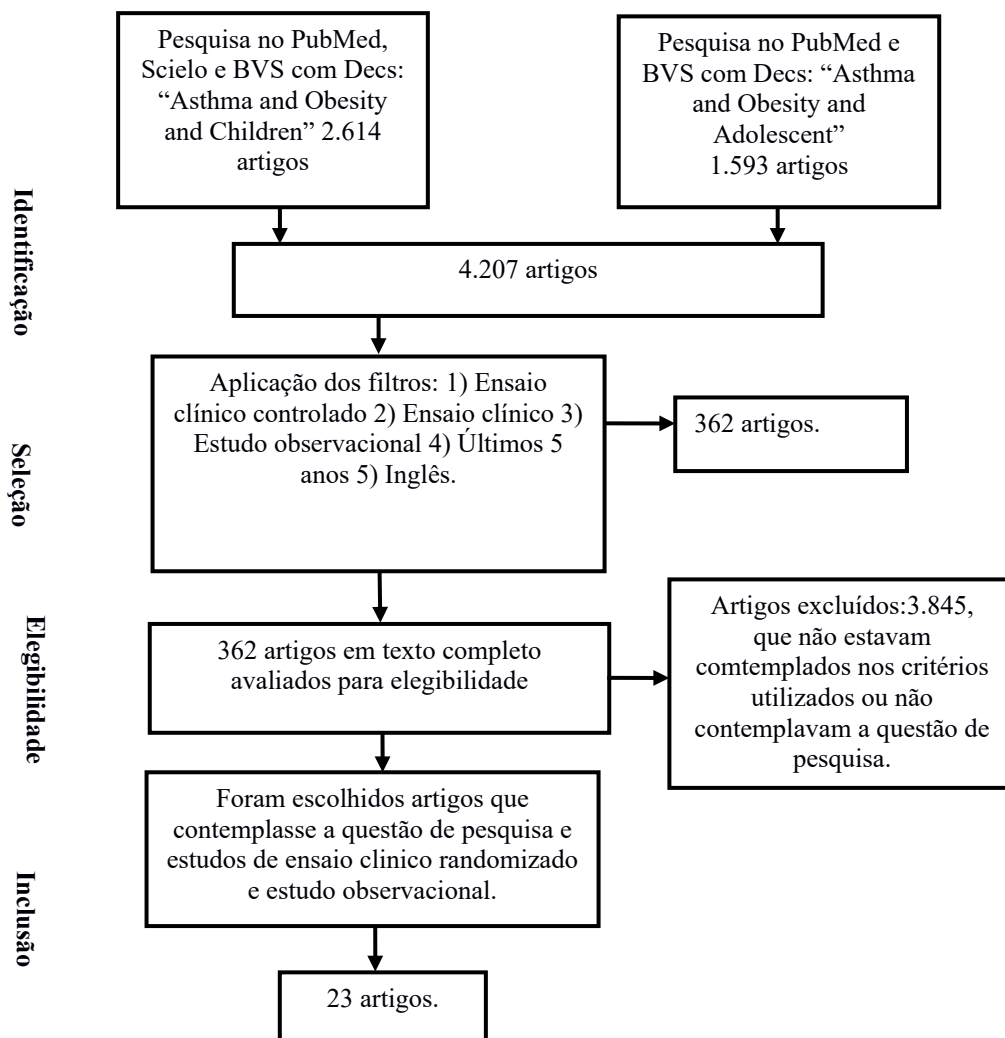 Pesquisa no PubMed,
Scielo e BVS com Decs:
“Asthma and Obesity
and Children” 2.614
artigos
Pesquisa no PubMed e
BVS com Decs: “Asthma
and Obesity and
Adolescent”
1.593 artigos
Identificação
4.207 artigos
Seleção
Aplicação dos filtros: 1) Ensaio
clínico controlado 2) Ensaio clínico 3)
Estudo observacional 4) Últimos 5
anos 5) Inglês.
362 artigos.
Elegibilidade
362 artigos em texto completo
avaliados para elegibilidade
Artigos excluídos:3.845,
que não estavam
comtemplados nos critérios
utilizados ou não
contemplavam a questão de
pesquisa.
Inclusão
Foram escolhidos artigos que
contemplasse a questão de pesquisa e
estudos de ensaio clinico randomizado
e estudo observacional.
23 artigos.